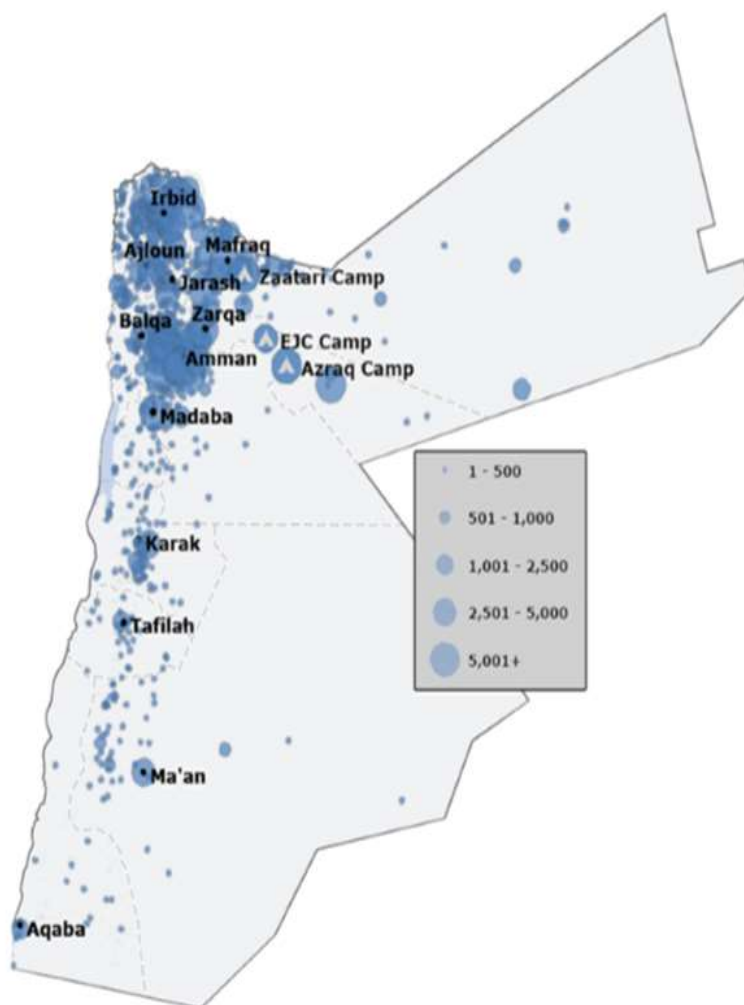 Irbid
Ajloun
Mafraq
Jarash
Zaatari Camp
Balqa
Zarqa
EJC Camp
Amman
Azraq Camp
Madaba
1 - 500
501 - 1,000
Karak
1,001 - 2,500
2,501 - 5,000
Tafilah
5,001+
Ma'an
Aqaba